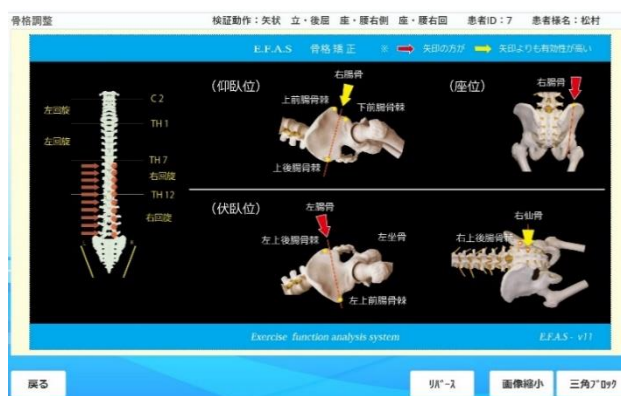 骨格調整
検証動作:矢状 立・後屈 座・腰右側 座・腰右回 患者ID:7 患者様名:松村
E.F.A.S 骨格矯正 ※ 矢印の方が 矢印よりも有効性が高い
C 2
左回旋
TH 1
左回旋
TH 7
右回旋
TH 12
右回旋
(仰臥位)
右腸骨
上前腸骨棘
下前腸骨棘
上後腸骨棘
(座位)
右腸骨
(伏臥位)
左腸骨
左上後腸骨棘
左坐骨
左上前腸骨棘
右仙骨
右上後腸骨棘
Exercise function analysis system
E.F.A.S - v11
戻る
リバース
画像縮小
三角ブロック